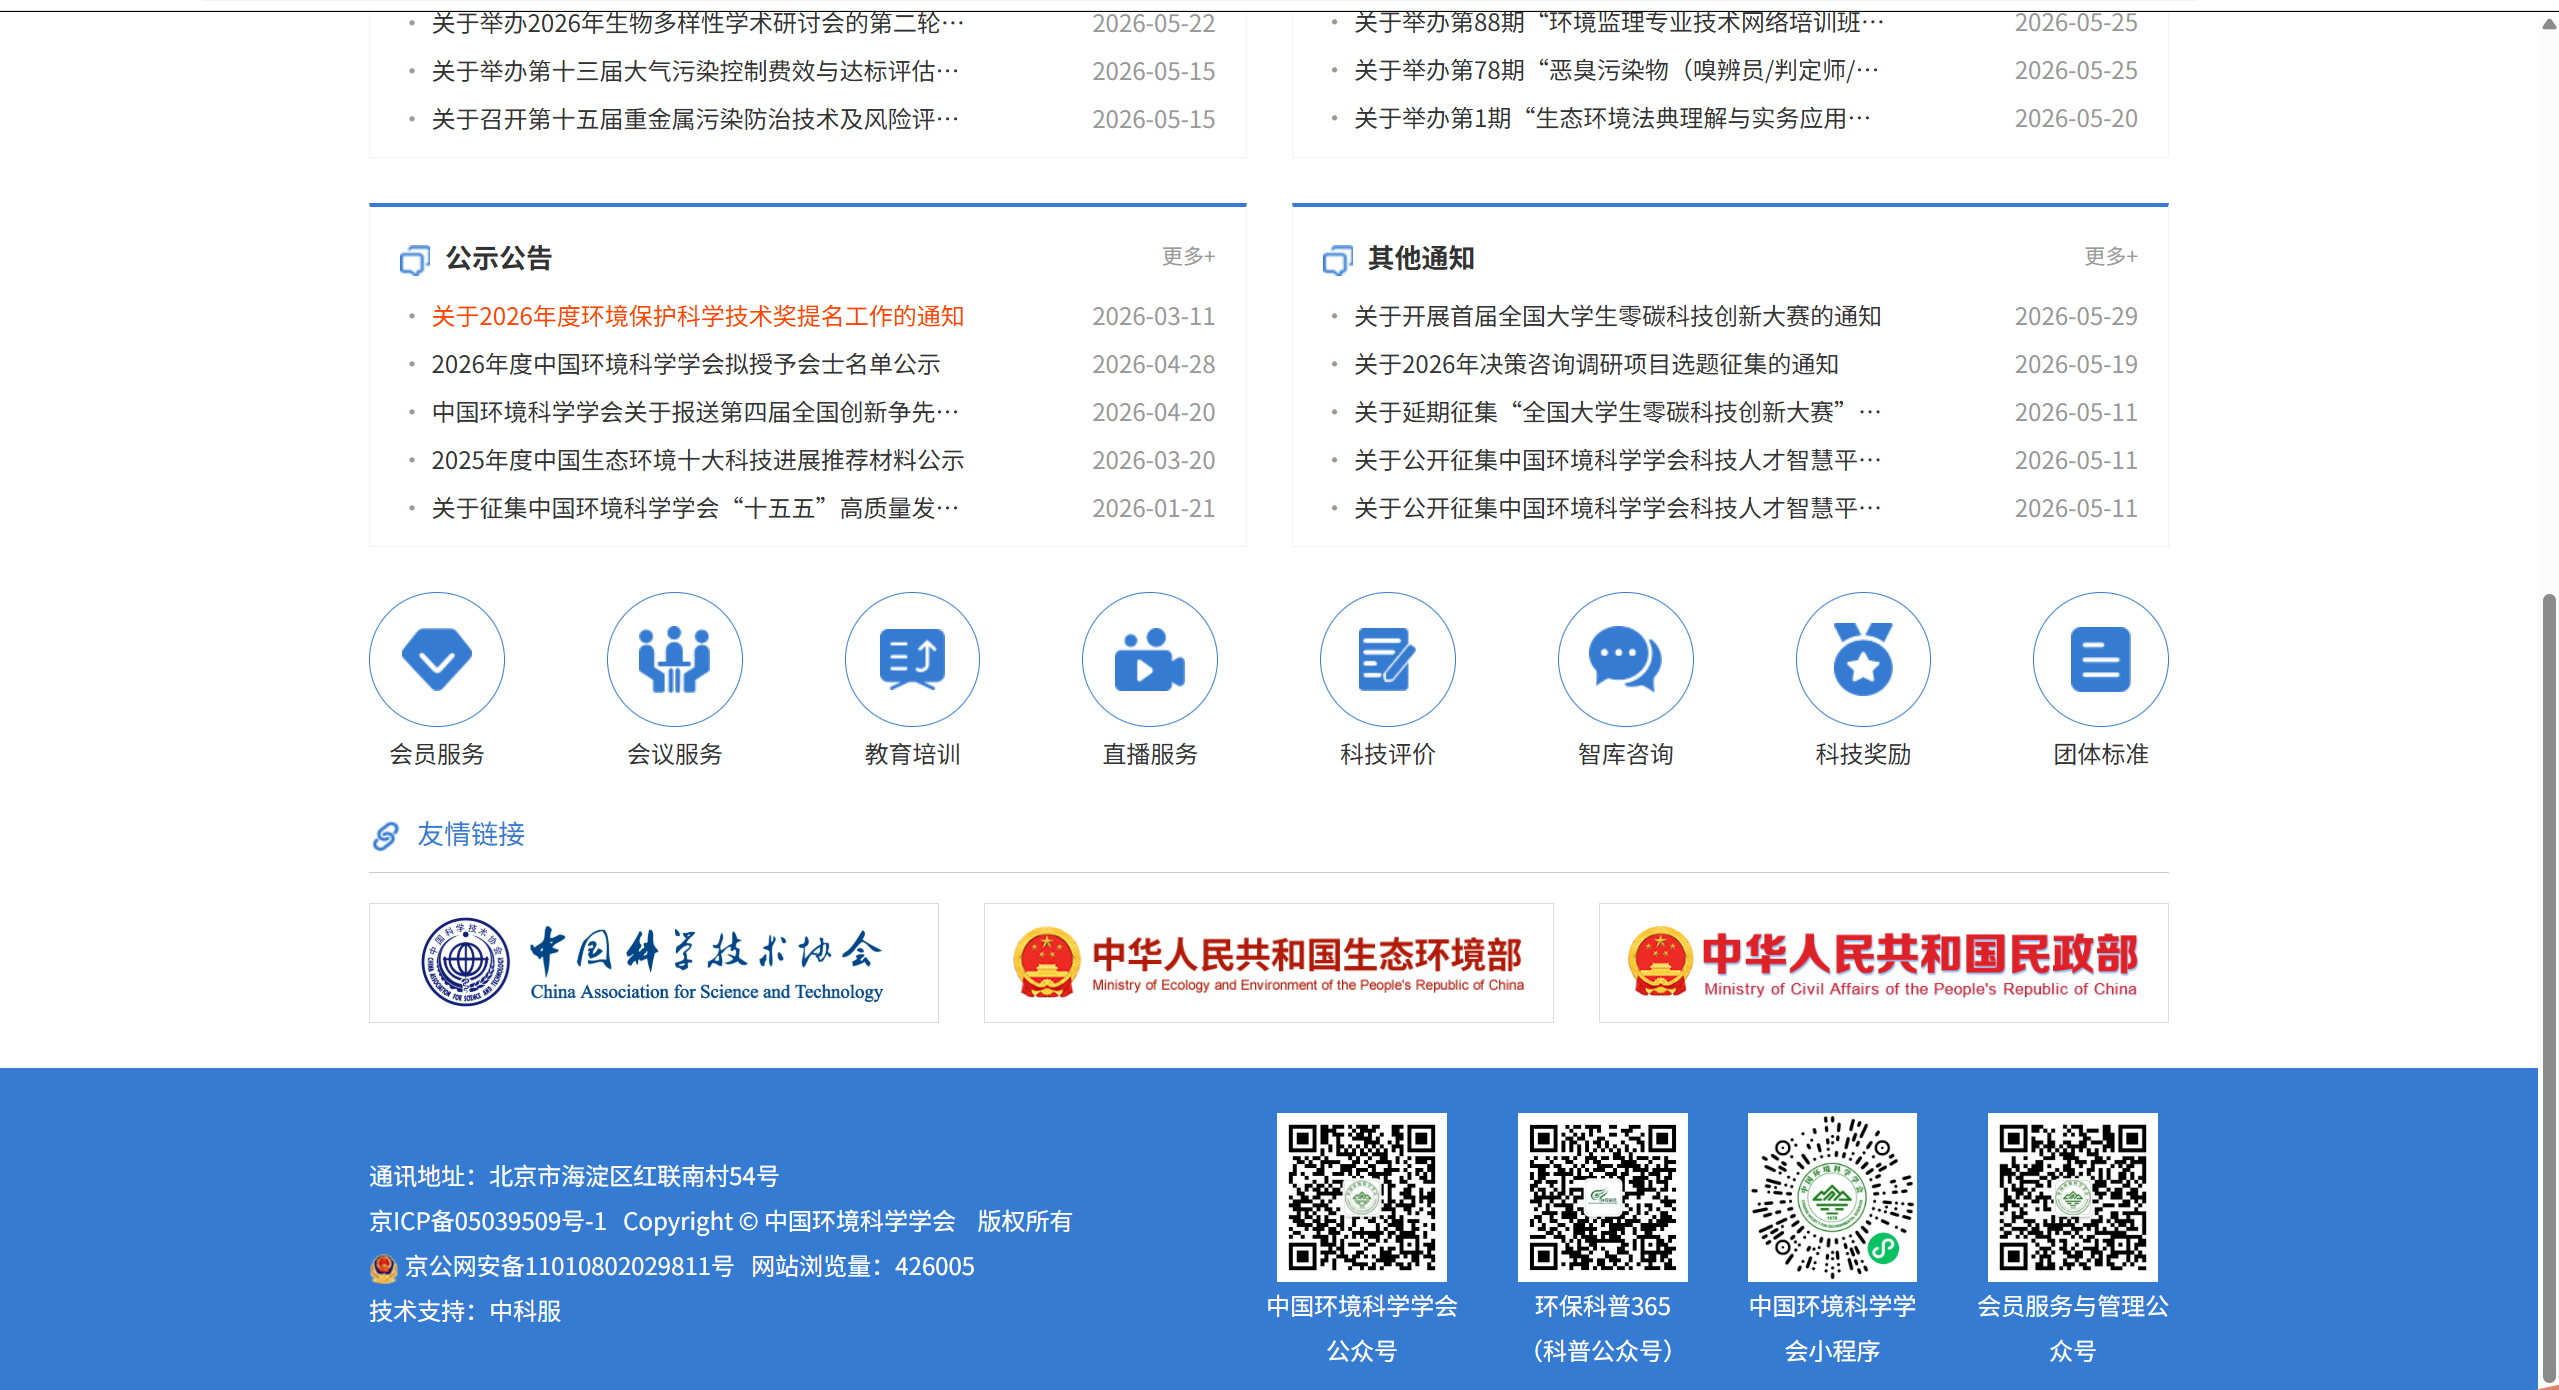 关于举办2026年生物多样性学术研讨会的第二轮… 2026-05-22
关于举办第十三届大气污染控制费效与达标评估… 2026-05-15
关于召开第十五届重金属污染防治技术及风险评… 2026-05-15
关于举办第88期“环境监理专业技术网络培训班… 2026-05-25
关于举办第78期“恶臭污染物（嗅辨员/判定师/… 2026-05-25
关于举办第1期“生态环境法典理解与实务应用… 2026-05-20
公示公告 更多+
关于2026年度环境保护科学技术奖提名工作的通知 2026-03-11
2026年度中国环境科学学会拟授予会士名单公示 2026-04-28
中国环境科学学会关于报送第四届全国创新争先… 2026-04-20
2025年度中国生态环境十大科技进展推荐材料公示 2026-03-20
关于征集中国环境科学学会“十五五”高质量发… 2026-01-21
其他通知 更多+
关于开展首届全国大学生零碳科技创新大赛的通知 2026-05-29
关于2026年决策咨询调研项目选题征集的通知 2026-05-19
关于延期征集“全国大学生零碳科技创新大赛”… 2026-05-11
关于公开征集中国环境科学学会科技人才智慧平… 2026-05-11
关于公开征集中国环境科学学会科技人才智慧平… 2026-05-11
会员服务 会议服务 教育培训 直播服务 科技评价 智库咨询 科技奖励 团体标准
友情链接
中国科学技术协会
China Association for Science and Technology
中华人民共和国生态环境部
Ministry of Ecology and Environment of the People's Republic of China
中华人民共和国民政部
Ministry of Civil Affairs of the People's Republic of China
通讯地址：北京市海淀区红联南村54号
京ICP备05039509号-1 Copyright © 中国环境科学学会 版权所有
京公网安备11010802029811号 网站浏览量：426005
技术支持：中科服
中国环境科学学会
公众号
环保科普365
（科普公众号）
中国环境科学学
会小程序
会员服务与管理公
众号